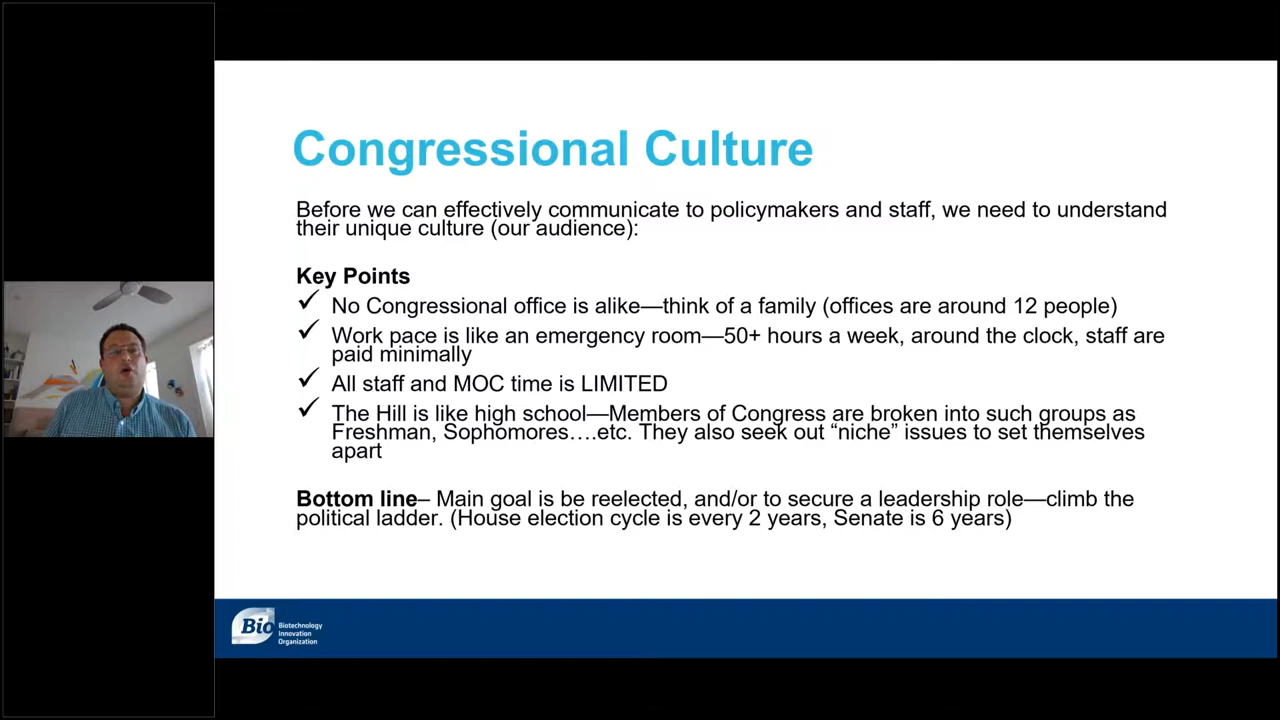 Congressional Culture
Before we can effectively communicate to policymakers and staff, we need to understand
their unique culture (our audience):
Key Points
✓ No Congressional office is alike—think of a family (offices are around 12 people)
✓ Work pace is like an emergency room—50+ hours a week, around the clock, staff are
paid minimally
✓ All staff and MOC time is LIMITED
✓ The Hill is like high school—Members of Congress are broken into such groups as
Freshman, Sophomores….etc. They also seek out “niche” issues to set themselves
apart
Bottom line– Main goal is be reelected, and/or to secure a leadership role—climb the
political ladder. (House election cycle is every 2 years, Senate is 6 years)
Bio
Biotechnology
Innovation
Organization